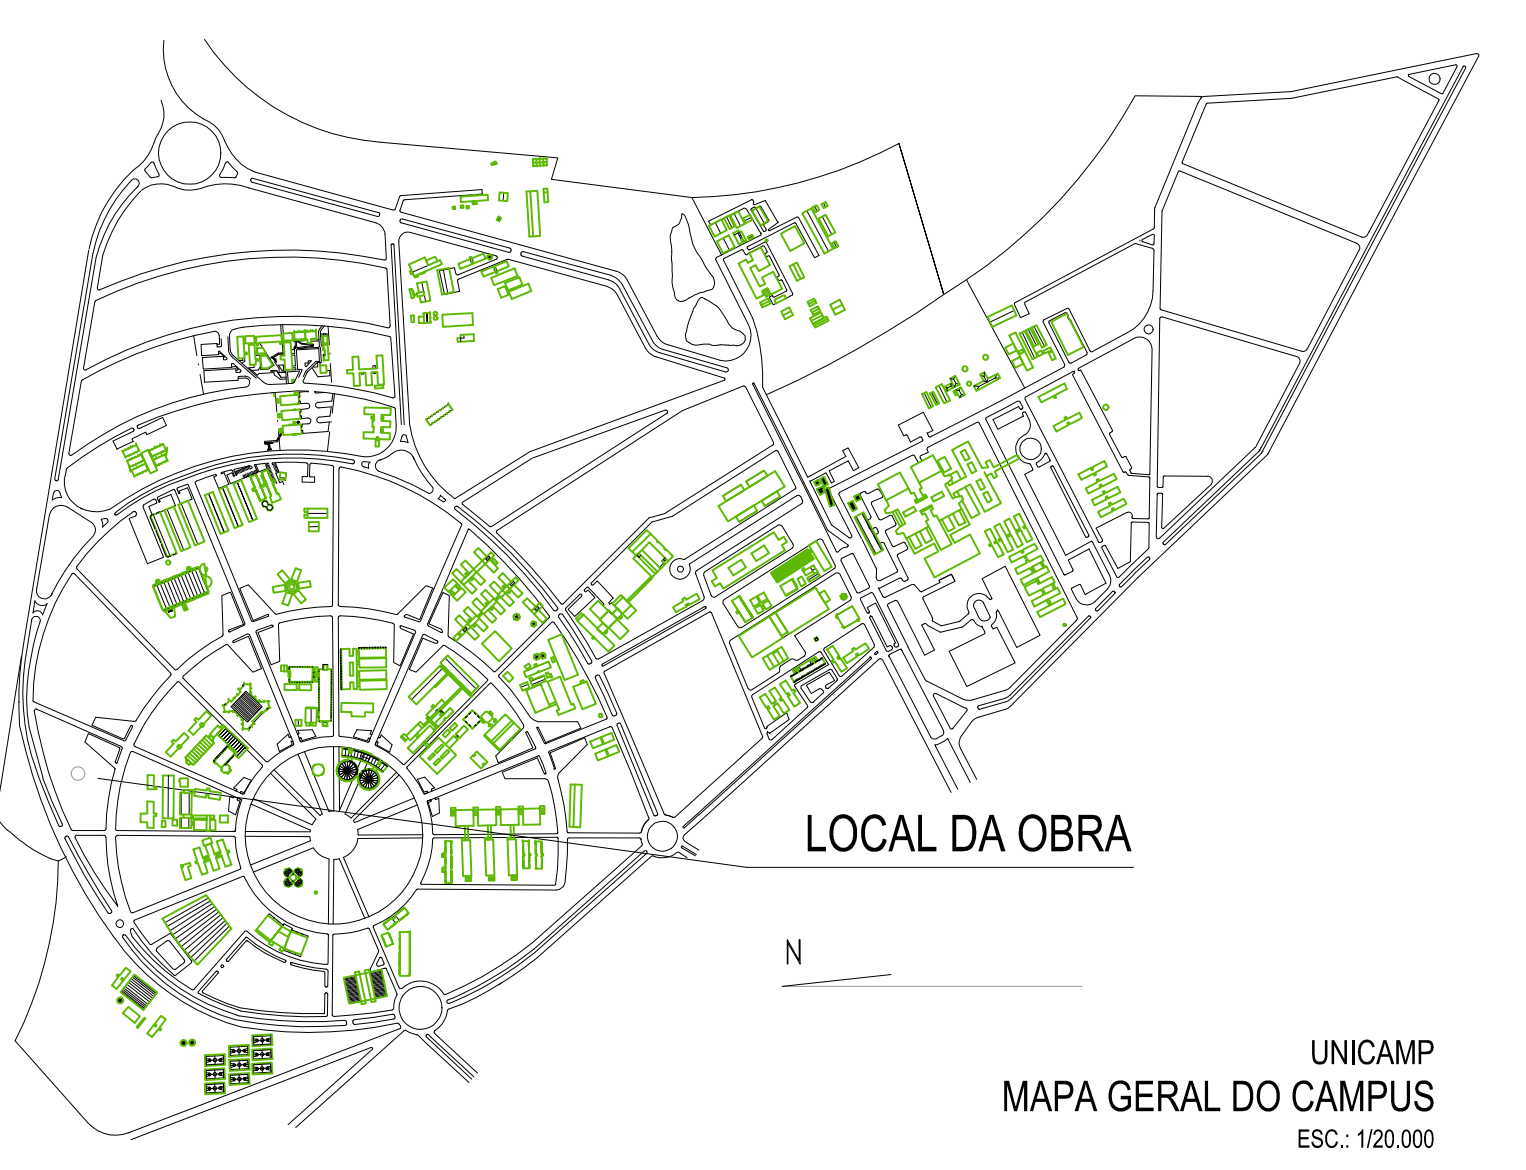 LOCAL DA OBRA
N
UNICAMP
MAPA GERAL DO CAMPUS
ESC.: 1/20.000